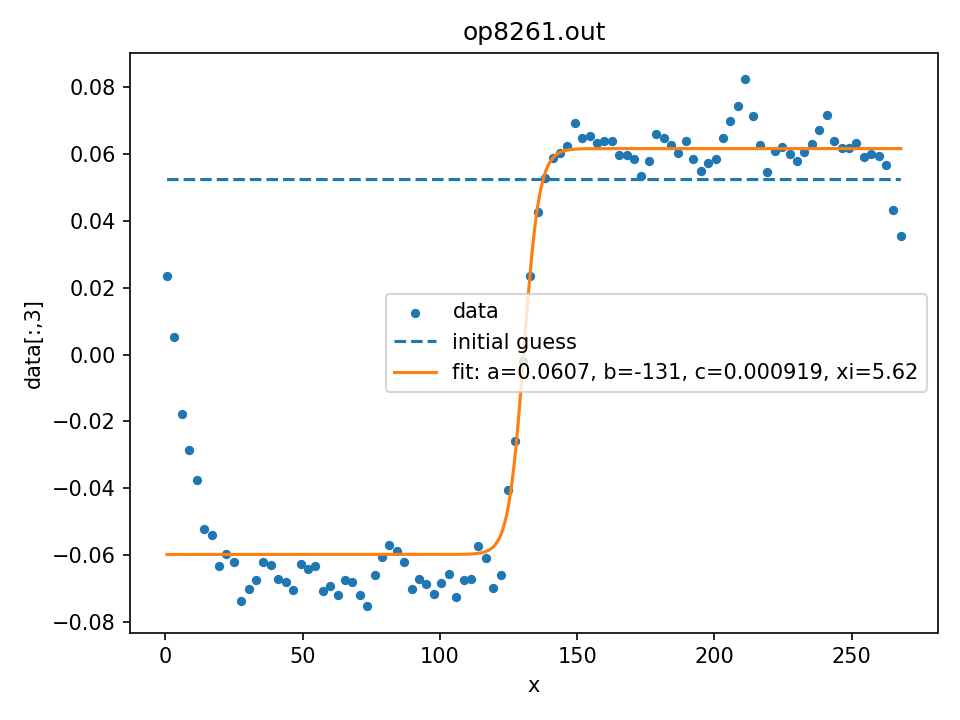 op8261.out
0.08
0.06
0.04
0.02
0.00
−0.02
−0.04
−0.06
−0.08
data[:,3]
data
initial guess
fit: a=0.0607, b=-131, c=0.000919, xi=5.62
0 50 100 150 200 250
x